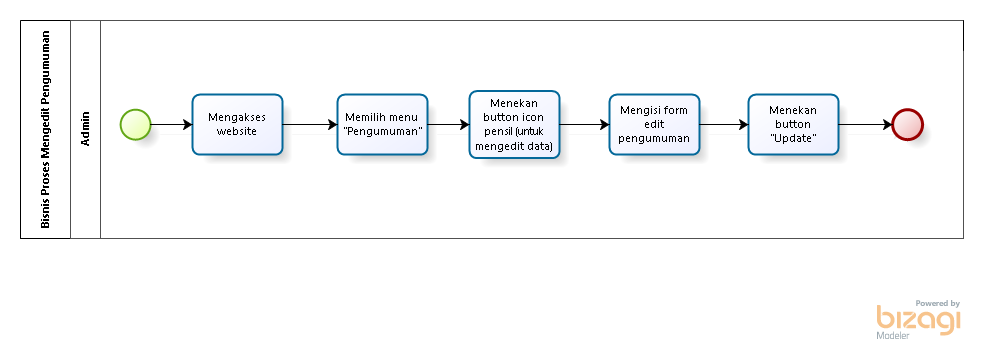 Bisnis Proses Mengedit Pengumuman
Admin
Mengakses
website
Memilih menu
"Pengumuman"
Menekan
button icon
pensil (untuk
mengedit data)
Mengisi form
edit
pengumuman
Menekan
button
"Update"
Powered by
bizagi
Modeler